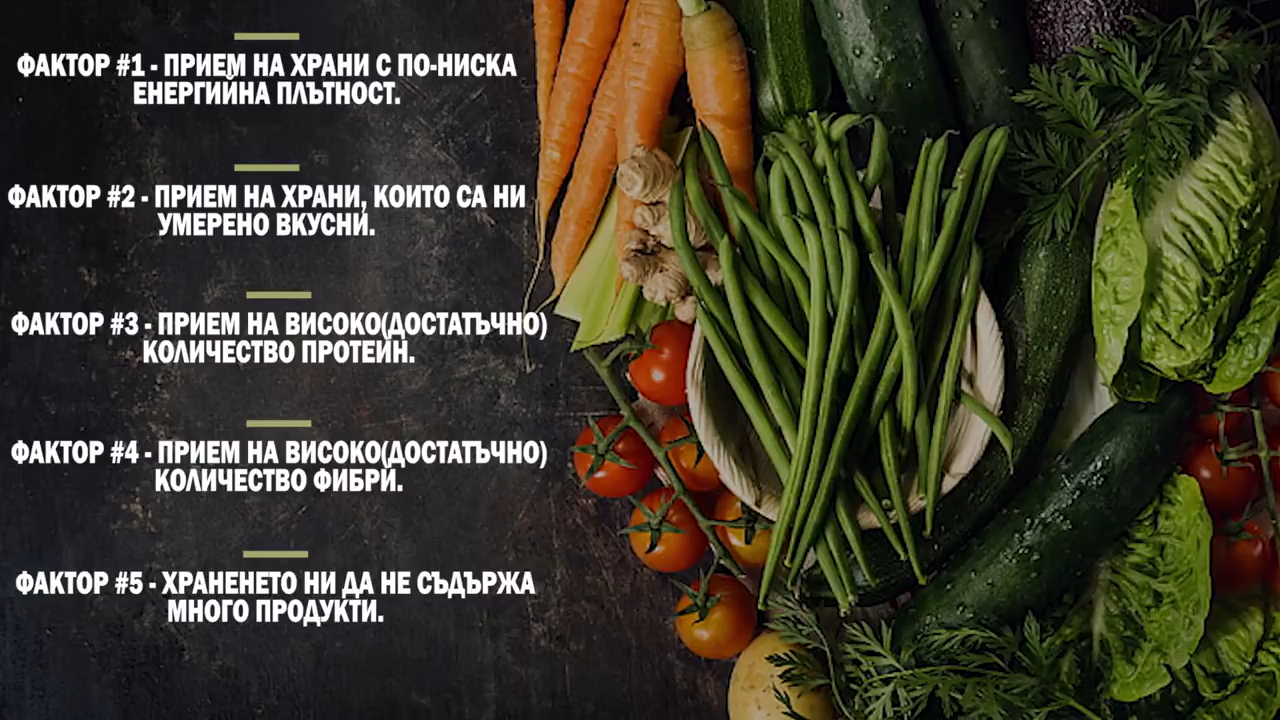 ФАКТОР #1 - ПРИЕМ НА ХРАНИ С ПО-НИСКА
ЕНЕРГИЙНА ПЛЪТНОСТ.
ФАКТОР #2 - ПРИЕМ НА ХРАНИ, КОИТО СА НИ
УМЕРЕНО ВКУСНИ.
ФАКТОР #3 - ПРИЕМ НА ВИСОКО(ДОСТАТЪЧНО)
КОЛИЧЕСТВО ПРОТЕИН.
ФАКТОР #4 - ПРИЕМ НА ВИСОКО(ДОСТАТЪЧНО)
КОЛИЧЕСТВО ФИБРИ.
ФАКТОР #5 - ХРАНЕНЕТО НИ ДА НЕ СЪДЪРЖА
МНОГО ПРОДУКТИ.